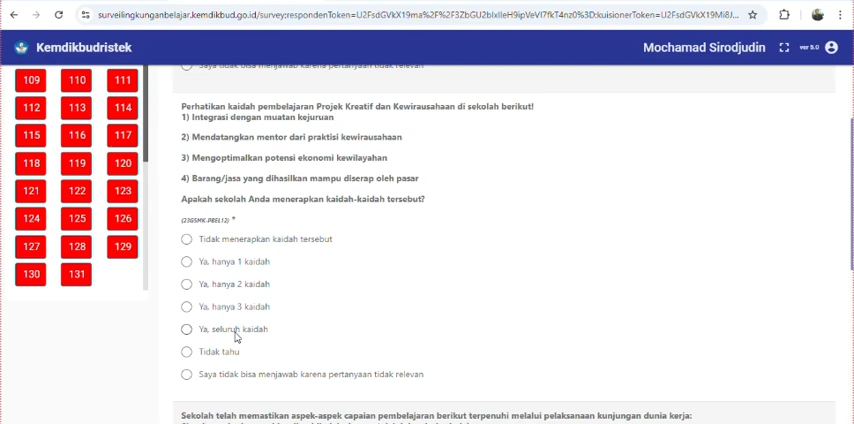 surveilingkunganbelajar.kemdikbud.go.id/survey;respondenToken=
Kemdikbudristek
Mochamad Sirodjudin
ver 5.0
109 110 111
112 113 114
115 116 117
118 119 120
121 122 123
124 125 126
127 128 129
130 131
Saya tidak bisa menjawab karena pertanyaan tidak relevan
Perhatikan kaidah pembelajaran Projek Kreatif dan Kewirausahaan di sekolah berikut!
1) Integrasi dengan muatan kejuruan
2) Mendatangkan mentor dari praktisi kewirausahaan
3) Mengoptimalkan potensi ekonomi kewilayahan
4) Barang/jasa yang dihasilkan mampu diserap oleh pasar
Apakah sekolah Anda menerapkan kaidah-kaidah tersebut?
(23GSMK-PBEL12) *
Tidak menerapkan kaidah tersebut
Ya, hanya 1 kaidah
Ya, hanya 2 kaidah
Ya, hanya 3 kaidah
Ya, seluruh kaidah
Tidak tahu
Saya tidak bisa menjawab karena pertanyaan tidak relevan
Sekolah telah memastikan aspek-aspek capaian pembelajaran berikut terpenuhi melalui pelaksanaan kunjungan dunia kerja: